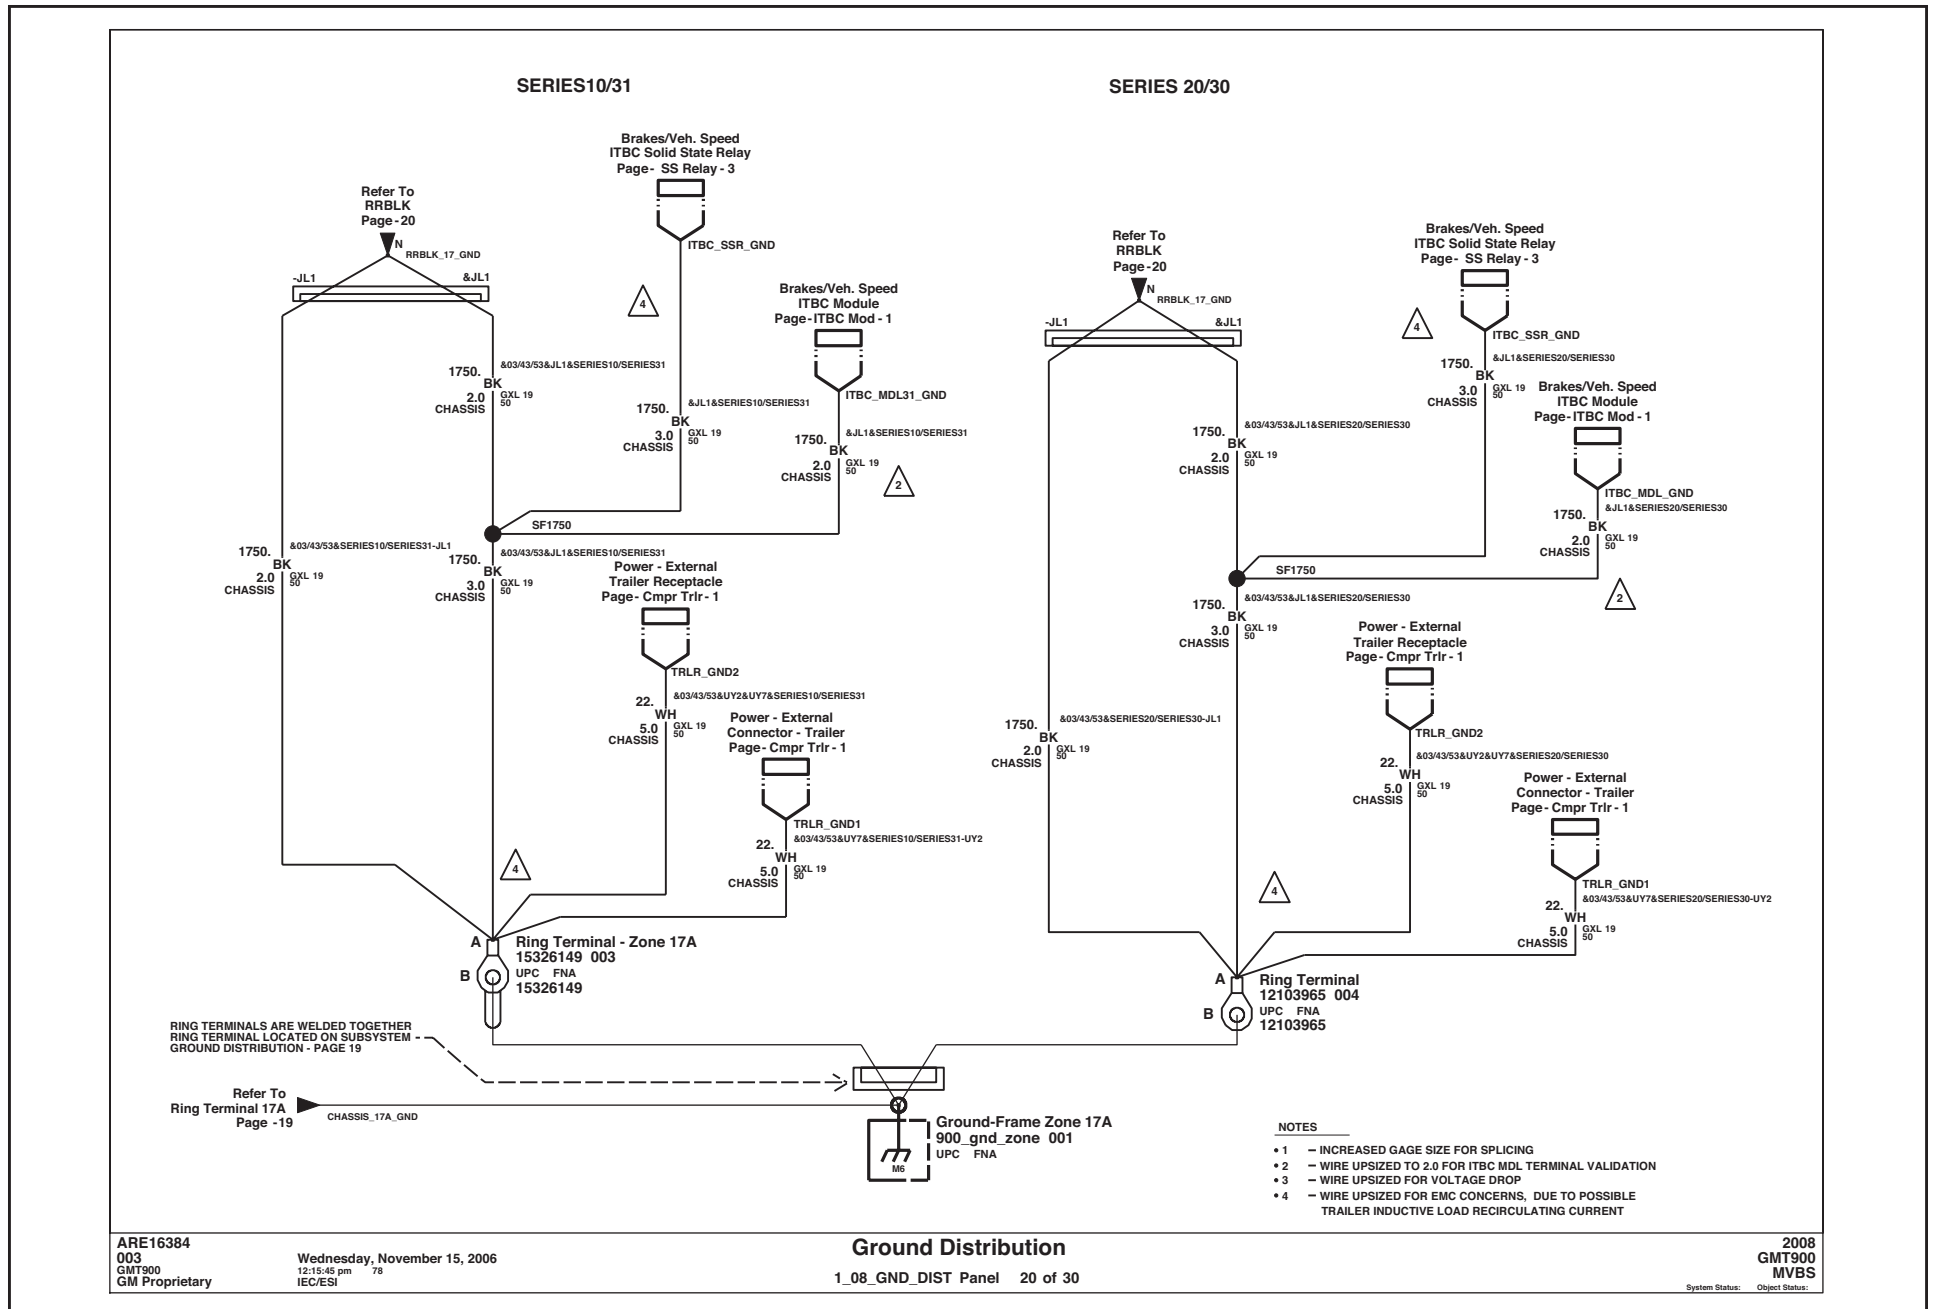 SERIES10/31
SERIES 20/30
Brakes/Veh. Speed
ITBC Solid State Relay
Page- SS Relay - 3
Refer To
RRBLK
Page-20
N
RRBLK_17_GND
ITBC_SSR_GND
-JL1
&JL1
4
Brakes/Veh. Speed
ITBC Module
Page-ITBC Mod - 1
ITBC_MDL31_GND
1750.
BK
2.0
CHASSIS
&03/43/53&JL1&SERIES10/SERIES31
GXL 19
50
1750.
BK
3.0
CHASSIS
&JL1&SERIES10/SERIES31
GXL 19
50
1750.
BK
2.0
CHASSIS
&JL1&SERIES10/SERIES31
GXL 19
50
2
SF1750
1750.
BK
2.0
CHASSIS
&03/43/53&SERIES10/SERIES31-JL1
GXL 19
50
1750.
BK
3.0
CHASSIS
&03/43/53&JL1&SERIES10/SERIES31
GXL 19
50
Power - External
Trailer Receptacle
Page- Cmpr Trlr - 1
TRLR_GND2
22.
WH
5.0
CHASSIS
&03/43/53&UY2&UY7&SERIES10/SERIES31
GXL 19
50
Power - External
Connector - Trailer
Page- Cmpr Trlr - 1
TRLR_GND1
22.
WH
5.0
CHASSIS
&03/43/53&UY7&SERIES10/SERIES31-UY2
GXL 19
50
4
A
B
Ring Terminal - Zone 17A
15326149 003
UPC FNA
15326149
Refer To
RRBLK
Page-20
N
RRBLK_17_GND
-JL1
&JL1
Brakes/Veh. Speed
ITBC Solid State Relay
Page- SS Relay - 3
4
ITBC_SSR_GND
1750.
BK
3.0
CHASSIS
&JL1&SERIES20/SERIES30
GXL 19
50
Brakes/Veh. Speed
ITBC Module
Page-ITBC Mod - 1
ITBC_MDL_GND
1750.
BK
2.0
CHASSIS
&JL1&SERIES20/SERIES30
GXL 19
50
2
1750.
BK
2.0
CHASSIS
&03/43/53&JL1&SERIES20/SERIES30
GXL 19
50
SF1750
1750.
BK
3.0
CHASSIS
&03/43/53&JL1&SERIES20/SERIES30
GXL 19
50
1750.
BK
2.0
CHASSIS
&03/43/53&SERIES20/SERIES30-JL1
GXL 19
50
Power - External
Trailer Receptacle
Page- Cmpr Trlr - 1
TRLR_GND2
22.
WH
5.0
CHASSIS
&03/43/53&UY2&UY7&SERIES20/SERIES30
GXL 19
50
Power - External
Connector - Trailer
Page- Cmpr Trlr - 1
TRLR_GND1
22.
WH
5.0
CHASSIS
&03/43/53&UY7&SERIES20/SERIES30-UY2
GXL 19
50
4
A
B
Ring Terminal
12103965 004
UPC FNA
12103965
RING TERMINALS ARE WELDED TOGETHER
RING TERMINAL LOCATED ON SUBSYSTEM
GROUND DISTRIBUTION - PAGE 19
Refer To
Ring Terminal 17A
Page -19
CHASSIS_17A_GND
M6
Ground-Frame Zone 17A
900_gnd_zone 001
UPC FNA
NOTES
• 1 – INCREASED GAGE SIZE FOR SPLICING
• 2 – WIRE UPSIZED TO 2.0 FOR ITBC MDL TERMINAL VALIDATION
• 3 – WIRE UPSIZED FOR VOLTAGE DROP
• 4 – WIRE UPSIZED FOR EMC CONCERNS, DUE TO POSSIBLE
TRAILER INDUCTIVE LOAD RECIRCULATING CURRENT
ARE16384
003
GMT900
GM Proprietary
Wednesday, November 15, 2006
12:15:45 pm 78
IEC/ESI
Ground Distribution
1_08_GND_DIST Panel 20 of 30
2008
GMT900
MVBS
System Status: Object Status: